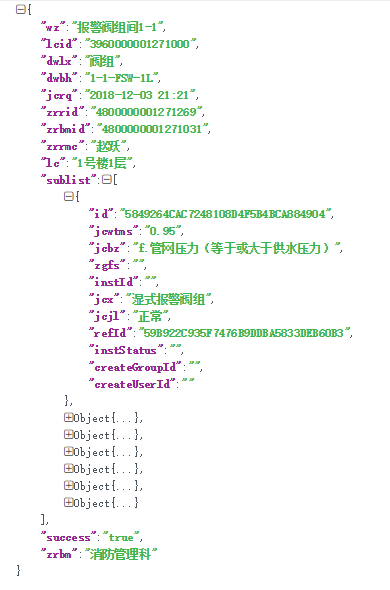 {
"wz":"报警阀组间1-1",
"lcid":"3960000001271000",
"dwlx":"阀组",
"dwbh":"1-1-FSW-1L",
"jcrq":"2018-12-03 21:21",
"zrrid":"4800000001271269",
"zrbmid":"4800000001271031",
"zrrmc":"赵跃",
"lc":"1号楼1层",
"sublist":[
{
"id":"5849264CAC7248108D4F5B4BCA884904",
"jcwtms":"0.95",
"jcbz":"f.管网压力（等于或大于供水压力）",
"zgfs":"",
"instId":"",
"jcx":"湿式报警阀组",
"jcjl":"正常",
"refId":"59B922C935F7476B9DDBA5833DEB60B3",
"instStatus":"",
"createGroupId":"",
"createUserId":""
},
Object{...},
Object{...},
Object{...},
Object{...},
Object{...},
Object{...}
],
"success":"true",
"zrbm":"消防管理科"
}